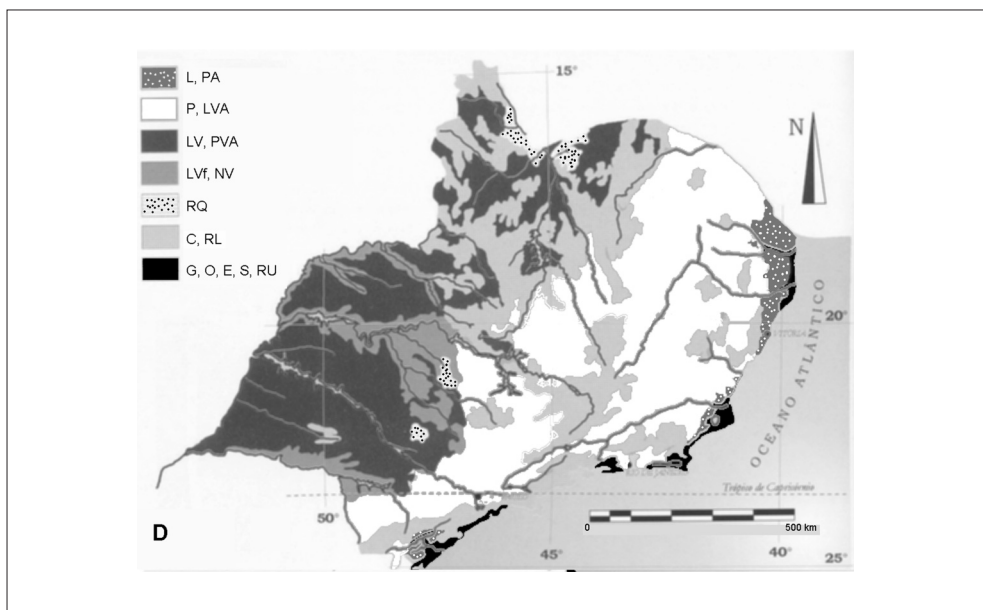 L, PA
P, LVA
LV, PVA
LVf, NV
RQ
C, RL
G, O, E, S, RU
15°
N
20°
VITORIA
OCEANO ATLÂNTICO
Trópico de Capricórnio
50°
D
0
500 km
45°
40°
25°